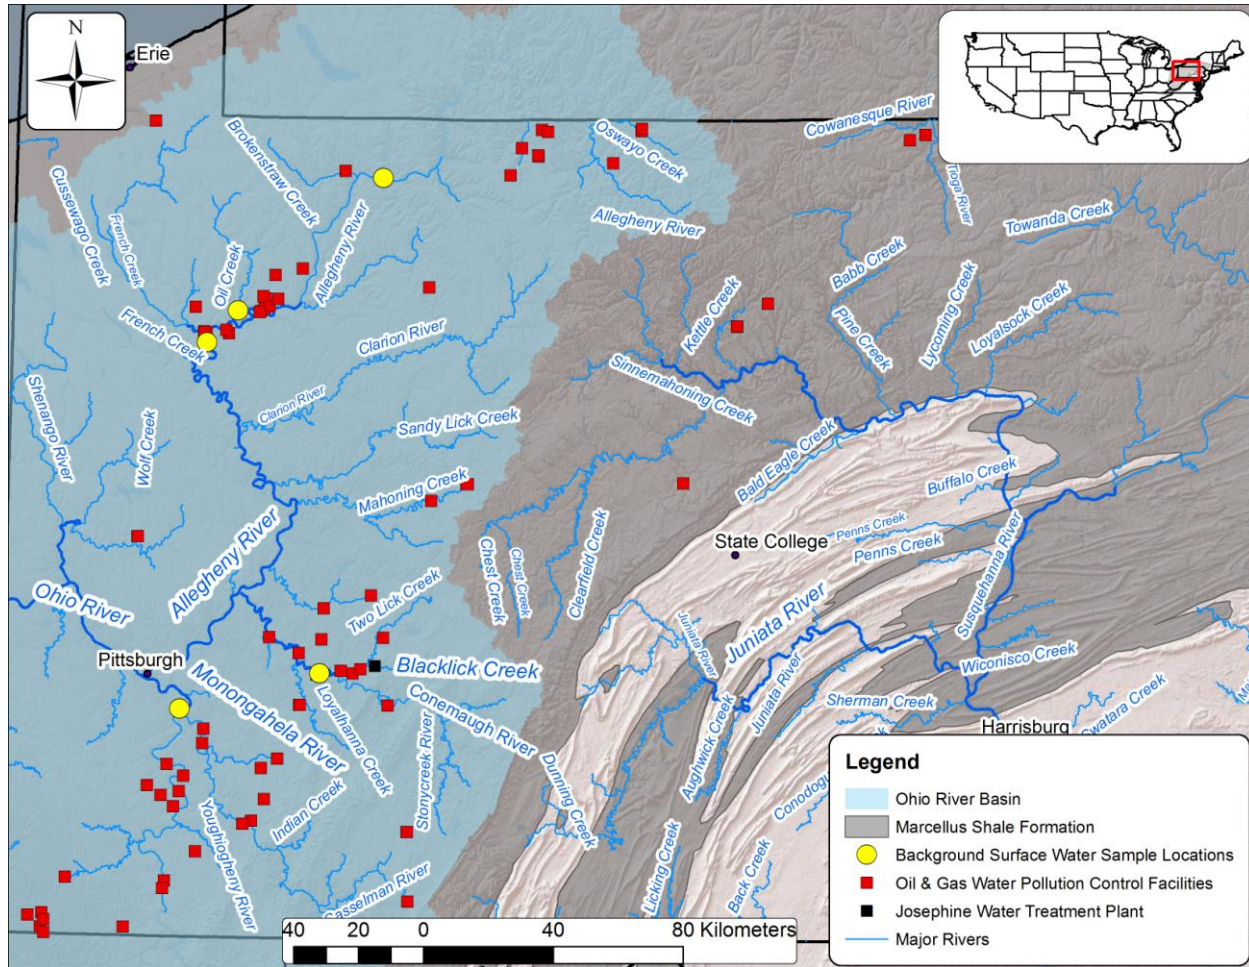 N
Erie
Brokenstraw Creek
Oswayo Creek
Cowanesque River
Tioga River
Cussewago Creek
French Creek
Oil Creek
Allegheny River
Allegheny River
Towanda Creek
Babb Creek
Kettle Creek
Pine Creek
Lycoming Creek
Loyalsock Creek
French Creek
Clarion River
Clarion River
Sinnemahoning Creek
Shenango River
Wolf Creek
Sandy Lick Creek
Mahoning Creek
Bald Eagle Creek
Buffalo Creek
Allegheny River
Chest Creek
Chest Creek
Clearfield Creek
State College
Penns Creek
Penns Creek
Susquehanna River
Ohio River
Two Lick Creek
Juniata River
Juniata River
Pittsburgh
Blacklick Creek
Wiconisco Creek
Monongahela River
Loyalhanna Creek
Conemaugh River
Stonycreek River
Aughwick Creek
Juniata River
Sherman Creek
Harrisburg
Swatara Creek
Dunning Creek
Indian Creek
Youghiogheny River
Casselman River
Licking Creek
Back Creek
40 20 0 40 80 Kilometers
Legend
Ohio River Basin
Marcellus Shale Formation
Background Surface Water Sample Locations
Oil & Gas Water Pollution Control Facilities
Josephine Water Treatment Plant
Major Rivers